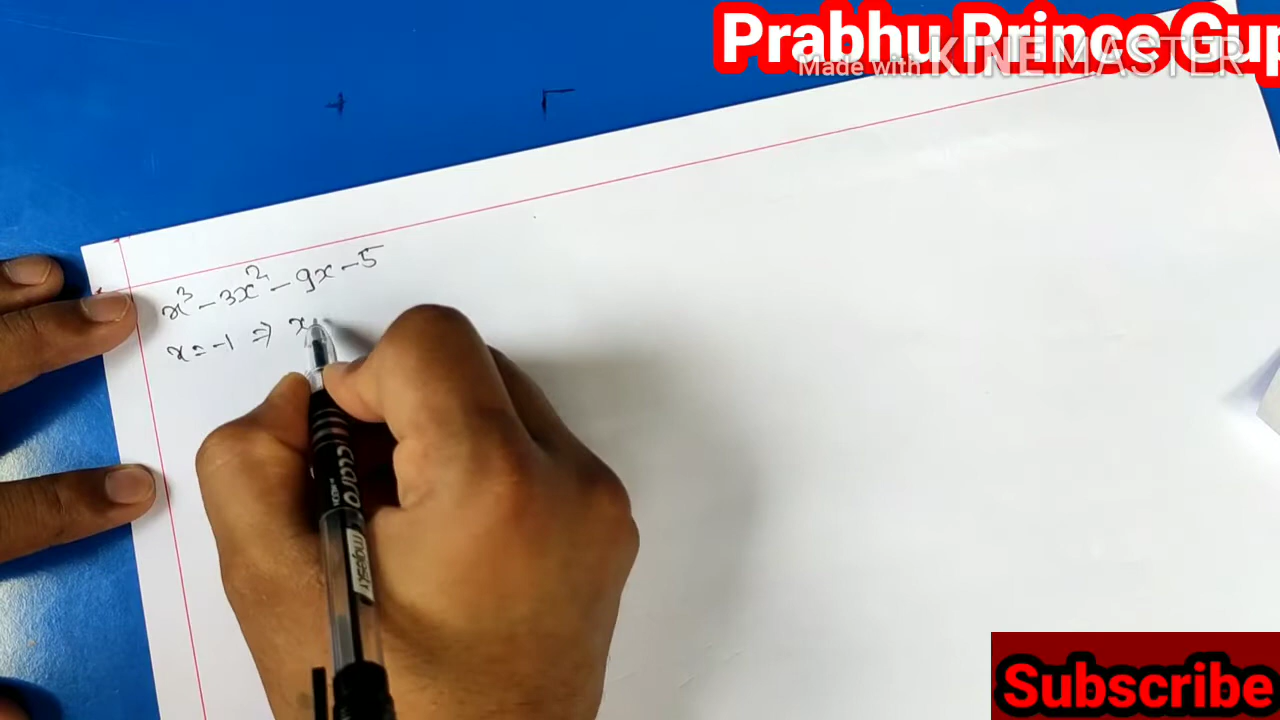 Prabhu Prince Gup
Made with KINEMASTER
x³ - 3x² - 9x - 5
x = -1 ⇒ x
Subscribe